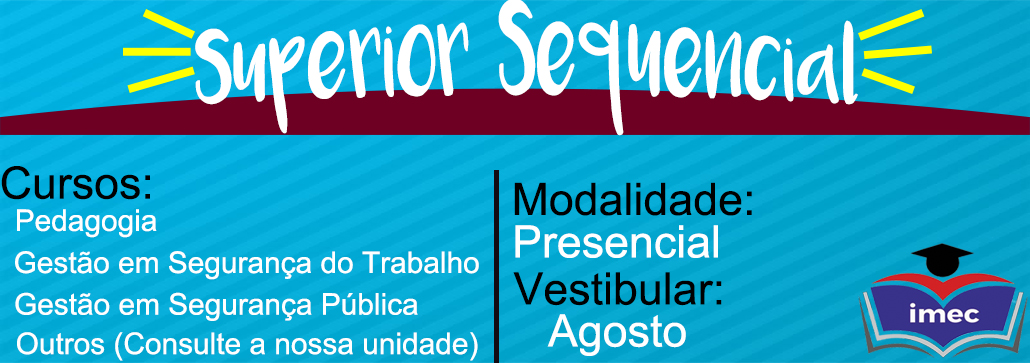 Superior Sequencial
Cursos:
Pedagogia
Gestão em Segurança do Trabalho
Gestão em Segurança Pública
Outros (Consulte a nossa unidade)
Modalidade:
Presencial
Vestibular:
Agosto
imec